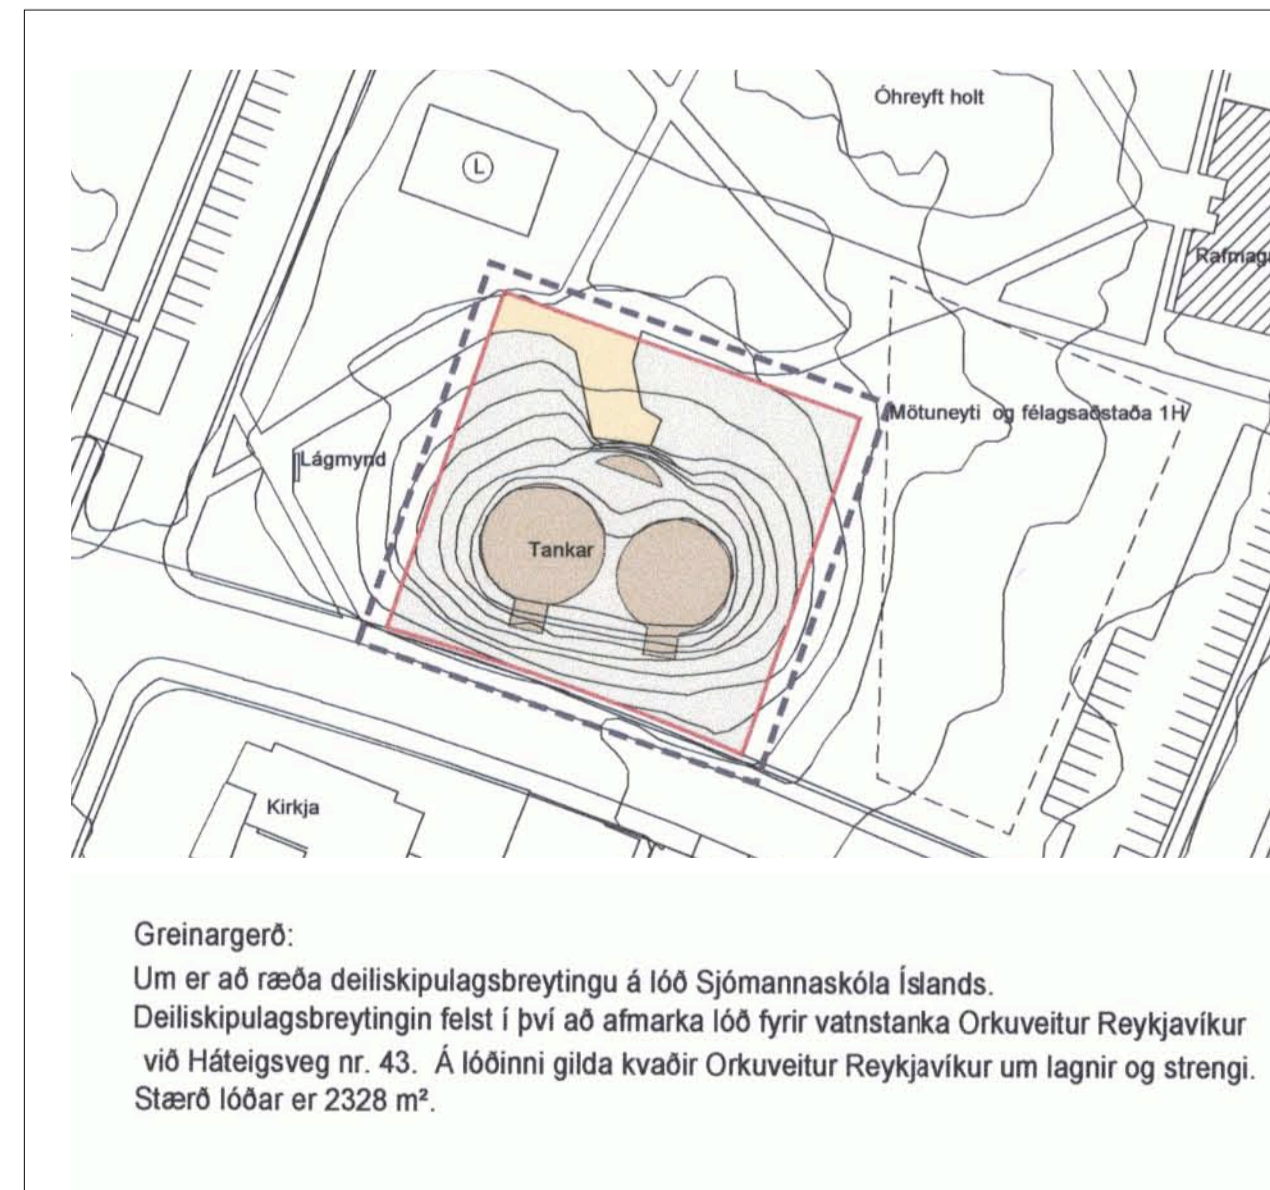 Óhreyft holt
L
Mötuneyti og félagsaðstaða 1H
Lágmynd
Tankar
Kirkja
Greinargerð:
Um er að ræða deiliskipulagsbreytingu á lóð Sjómannaskóla Íslands.
Deiliskipulagsbreytingin felst í því að afmarka lóð fyrir vatnstanka Orkuveitur Reykjavíkur
við Háteigsveg nr. 43. Á lóðinni gilda kvaðir Orkuveitur Reykjavíkur um lagnir og strengi.
Stærð lóðar er 2328 m².